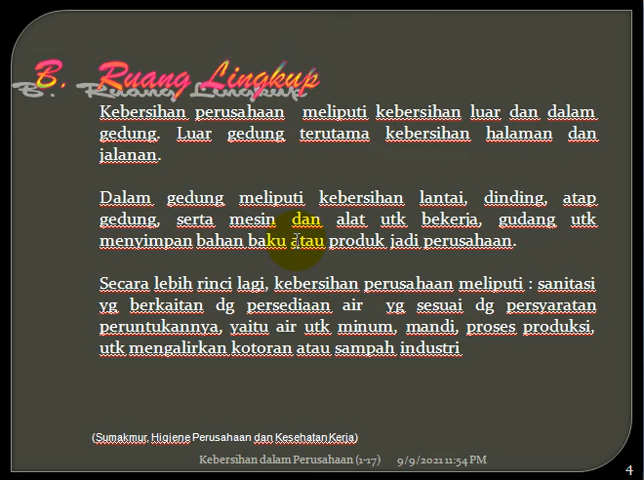 B. Ruang Lingkup
Kebersihan perusahaan meliputi kebersihan luar dan dalam
gedung. Luar gedung terutama kebersihan halaman dan
jalanan.
Dalam gedung meliputi kebersihan lantai, dinding, atap
gedung, serta mesin dan alat utk bekerja, gudang utk
menyimpan bahan baku atau produk jadi perusahaan.
Secara lebih rinci lagi, kebersihan perusahaan meliputi : sanitasi
yg berkaitan dg persediaan air yg sesuai dg persyaratan
peruntukannya, yaitu air utk minum, mandi, proses produksi,
utk mengalirkan kotoran atau sampah industri
(Sumakmur. Higiene Perusahaan dan Kesehatan Kerja)
Kebersihan dalam Perusahaan (1-17) 9/9/2021 11:54 PM
4